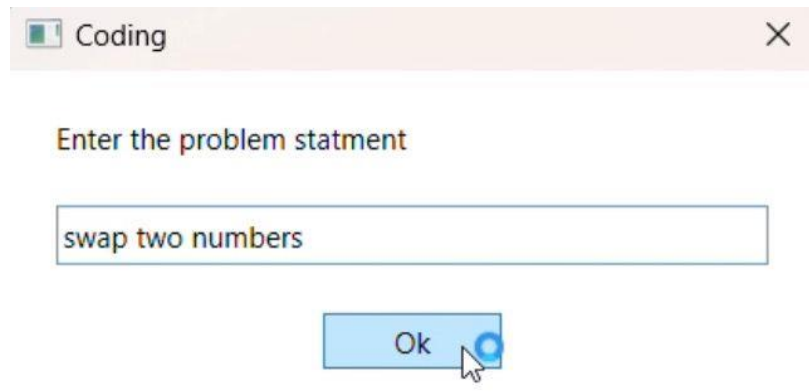 Coding
Enter the problem statment
swap two numbers
Ok